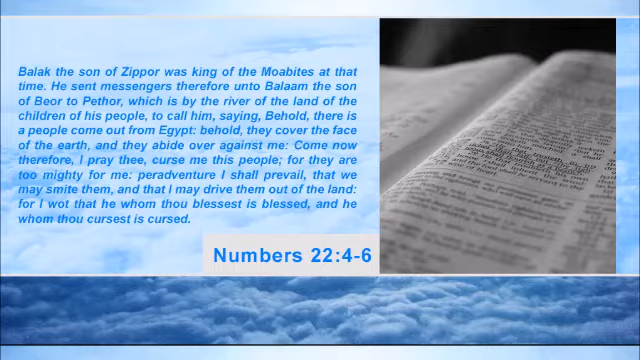 Balak the son of Zippor was king of the Moabites at that
time. He sent messengers therefore unto Balaam the son
of Beor to Pethor, which is by the river of the land of the
children of his people, to call him, saying, Behold, there is
a people come out from Egypt: behold, they cover the face
of the earth, and they abide over against me: Come now
therefore, I pray thee, curse me this people; for they are
too mighty for me: peradventure I shall prevail, that we
may smite them, and that I may drive them out of the land:
for I wot that he whom thou blessest is blessed, and he
whom thou cursest is cursed.
Numbers 22:4-6